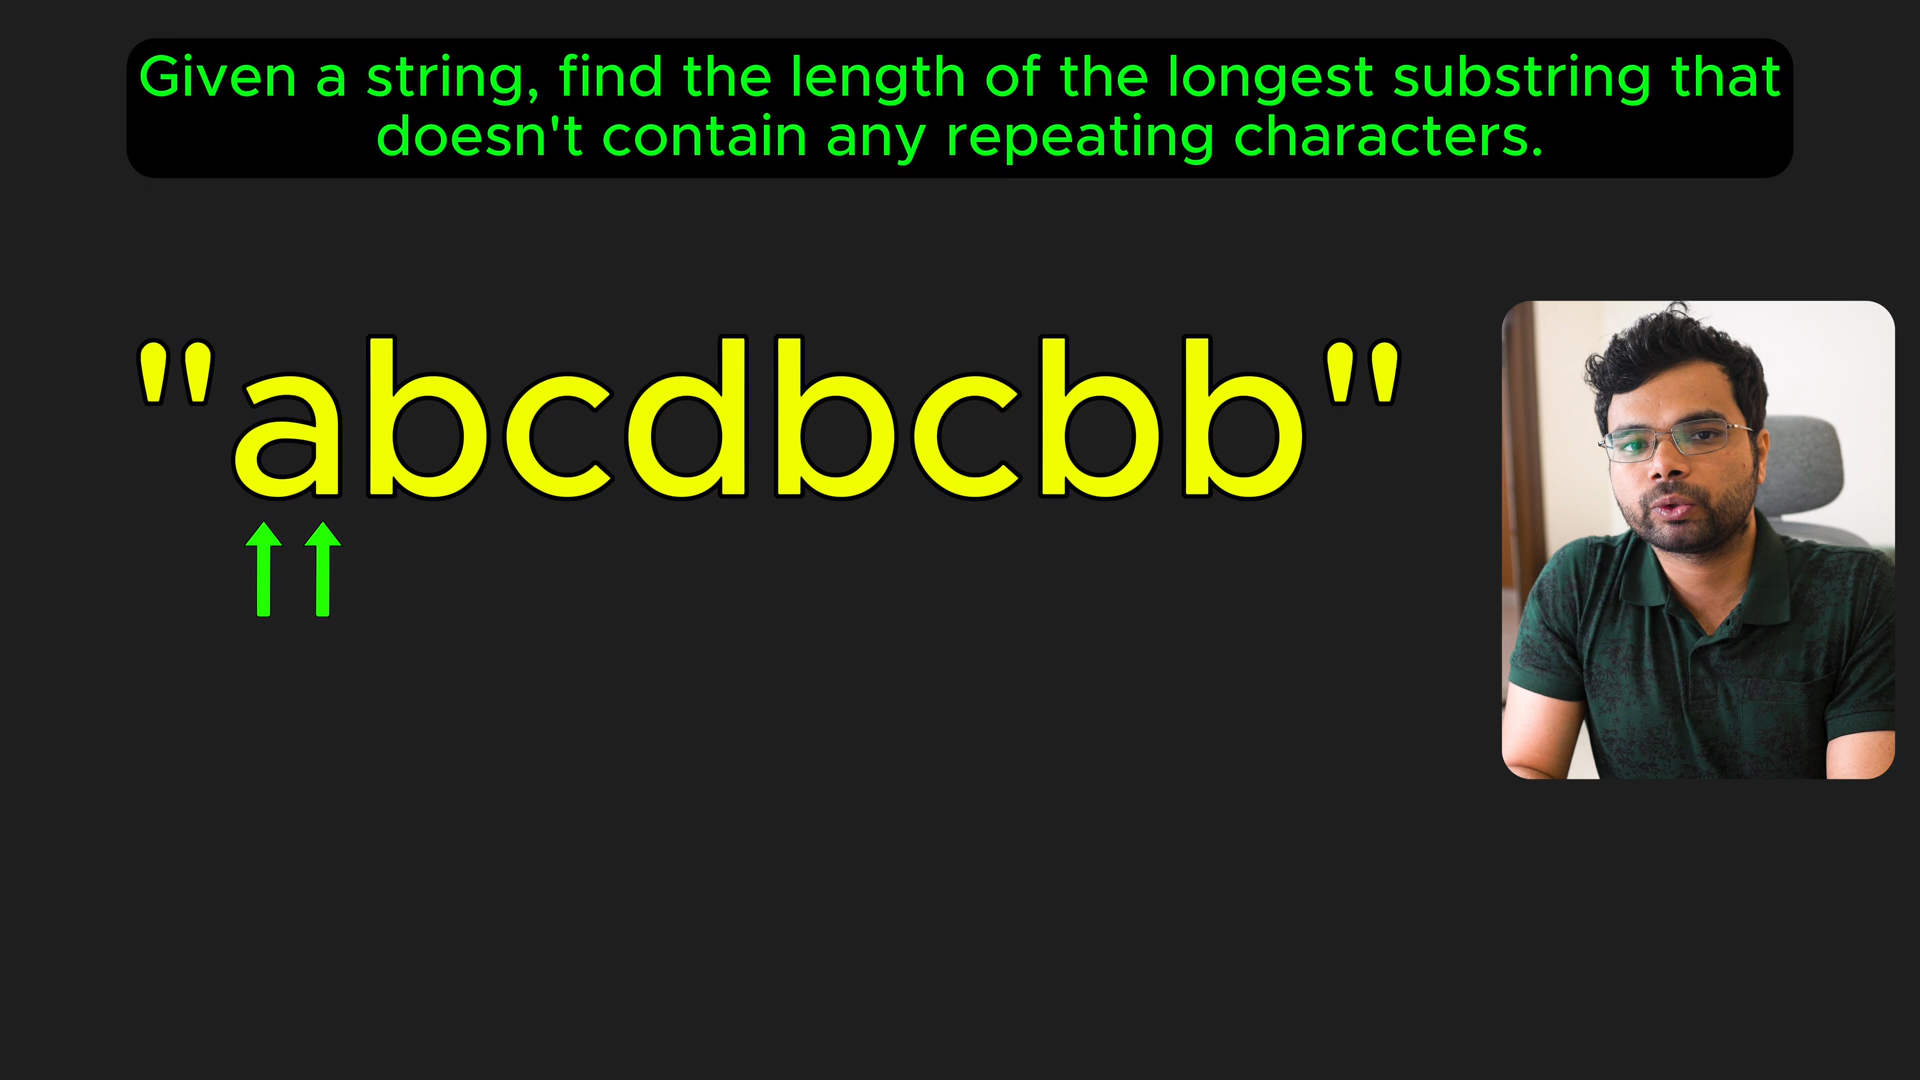 Given a string, find the length of the longest substring that
doesn't contain any repeating characters.
"abcdbcbb"